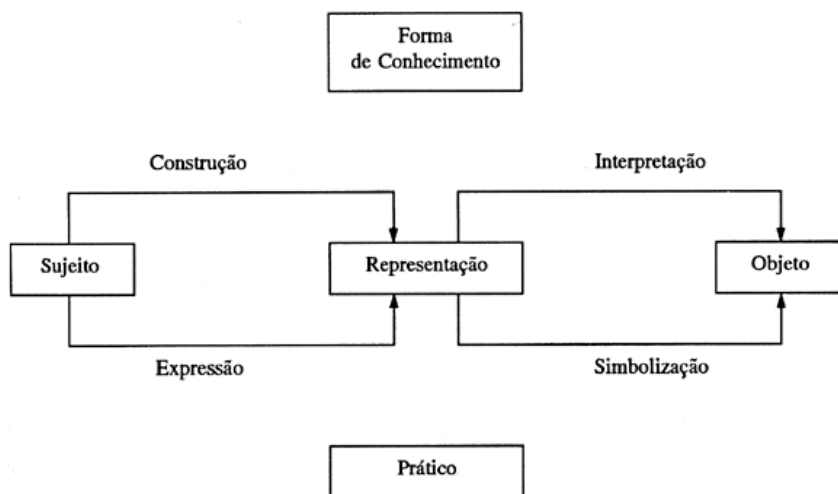 Forma
de Conhecimento
Construção
Interpretação
Sujeito
Representação
Objeto
Expressão
Simbolização
Prático